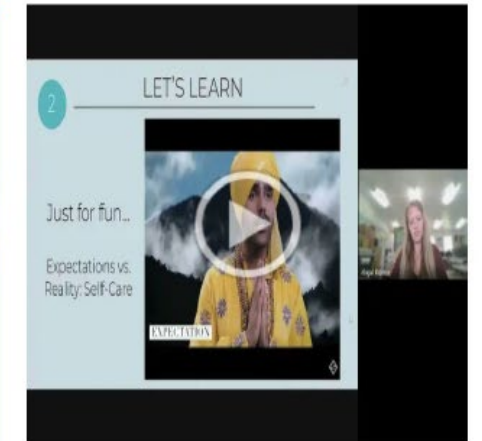 2
LET'S LEARN
Just for fun...
Expectations vs.
Reality: Self-Care
EXPECTATION